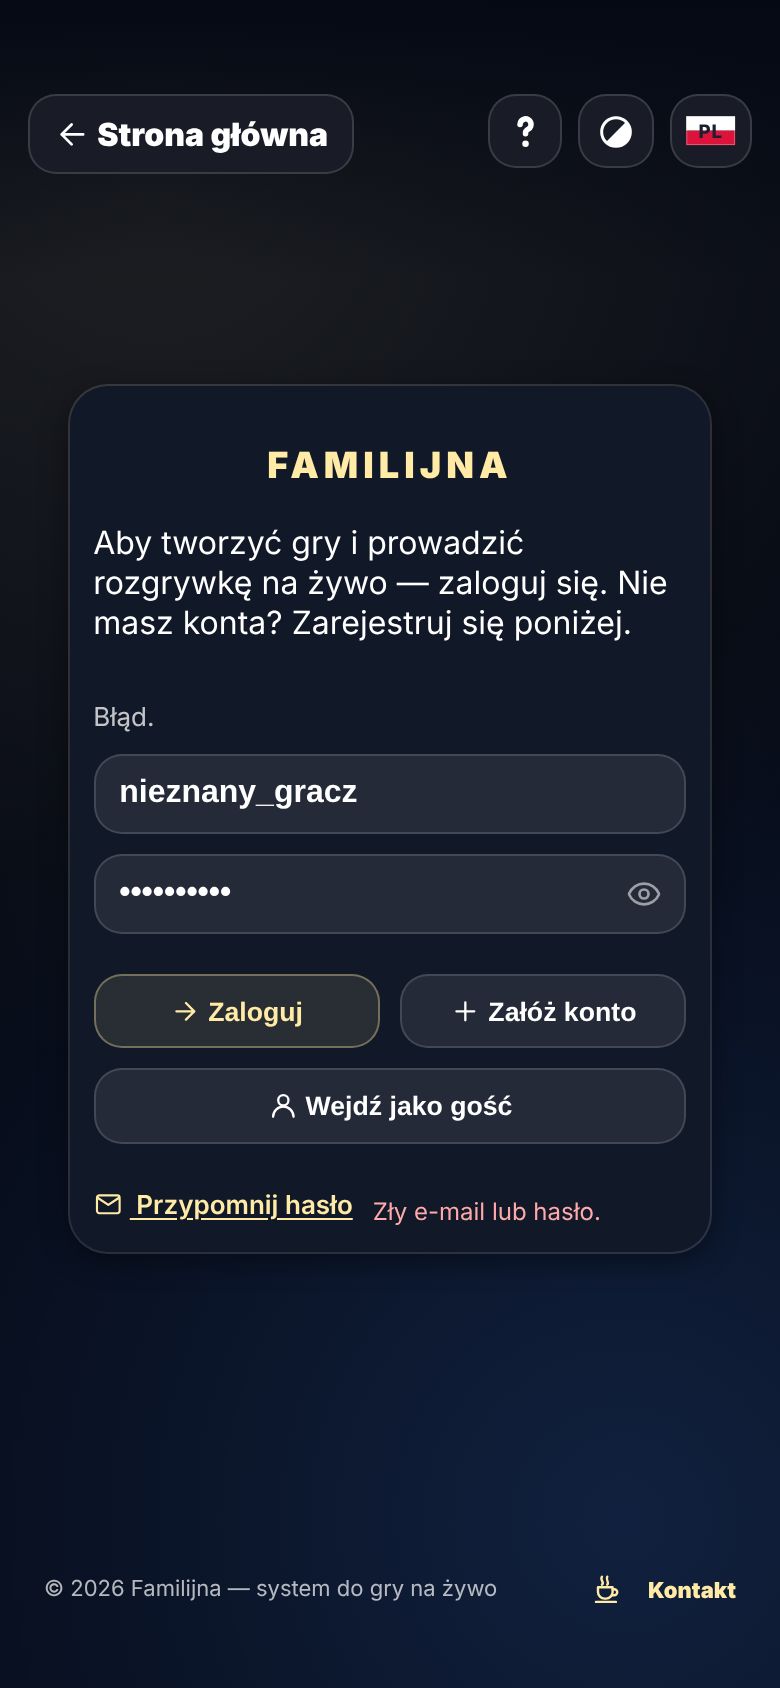 ← Strona główna
?
PL
FAMILIJNA
Aby tworzyć gry i prowadzić
rozgrywkę na żywo — zaloguj się. Nie
masz konta? Zarejestruj się poniżej.
Błąd.
nieznany_gracz
••••••••••
→ Zaloguj
+ Załóż konto
Wejdź jako gość
Przypomnij hasło
Zły e-mail lub hasło.
© 2026 Familijna — system do gry na żywo
Kontakt